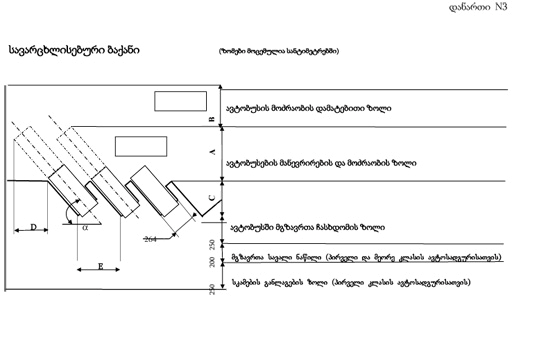 დანართი N3
სავარცხლისებური ბაქანი
(ზომები მოცემულია სანტიმეტრებში)
B
ავტობუსის მოძრაობის დამატებითი ზოლი
A
ავტობუსების მანევრირების და მოძრაობის ზოლი
C
D
α
264
ავტობუსში მგზავრთა ჩასხდომის ზოლი
250
E
200
მგზავრთა სავალი ნაწილი (პირველი და მეორე კლასის ავტოსადგურისათვის)
250
სკამების განლაგების ზოლი (პირველი კლასის ავტოსადგურისათვის)